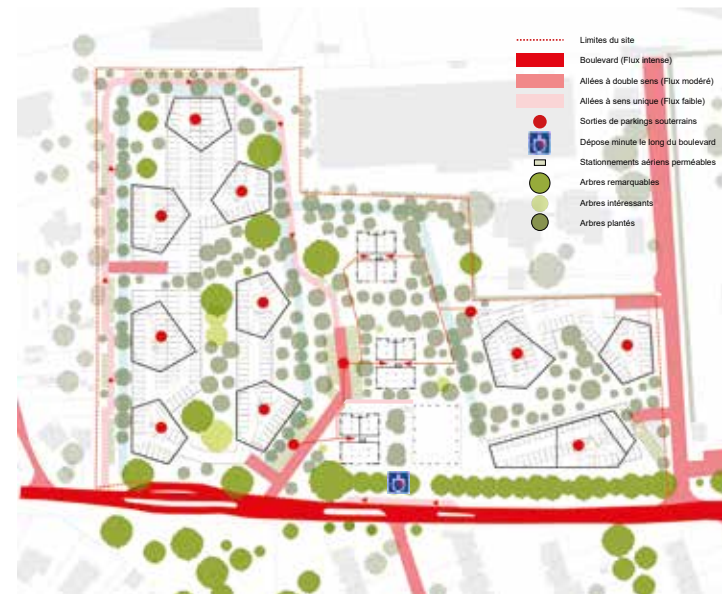 Limites du site
Boulevard (Flux intense)
Allées à double sens (Flux modéré)
Allées à sens unique (Flux faible)
Sorties de parkings souterrains
Dépose minute le long du boulevard
Stationnements aériens perméables
Arbres remarquables
Arbres intéressants
Arbres plantés